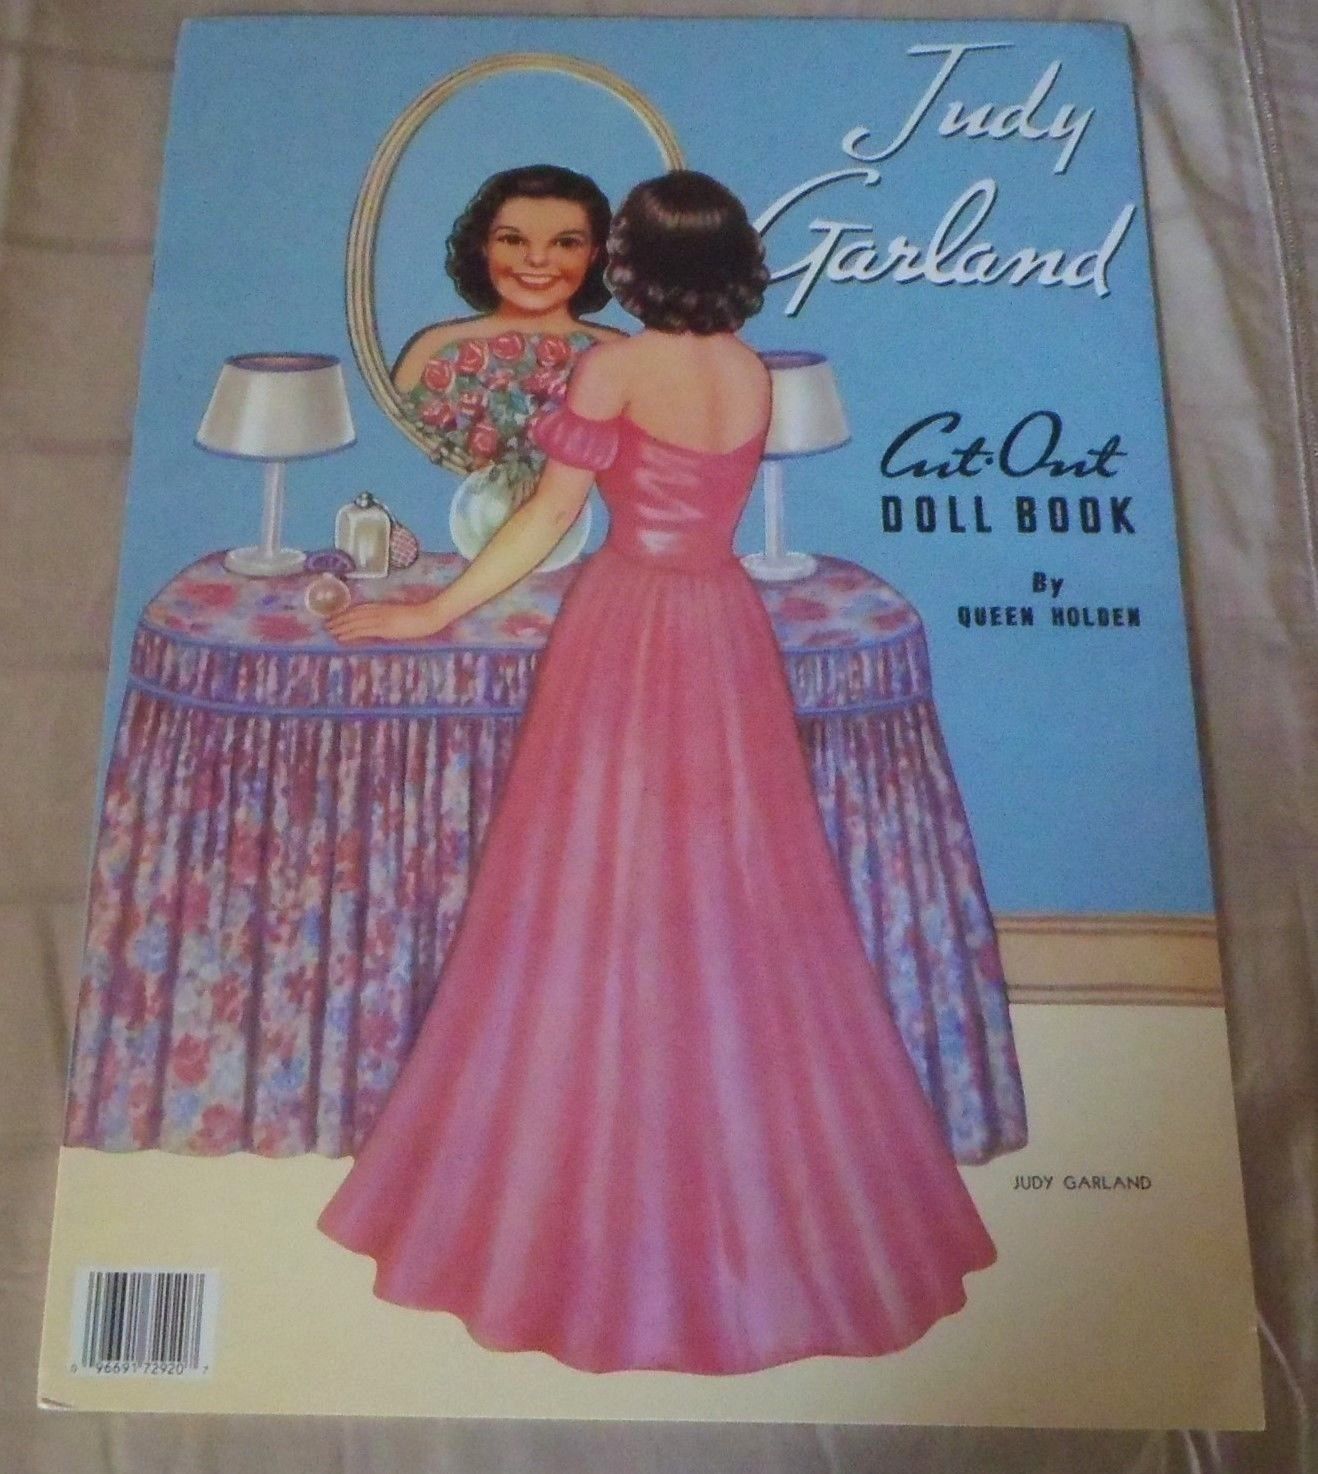 Judy
Garland
Cut-Out
DOLL BOOK
By
QUEEN HOLDEN
JUDY GARLAND
0 96691 72920 7